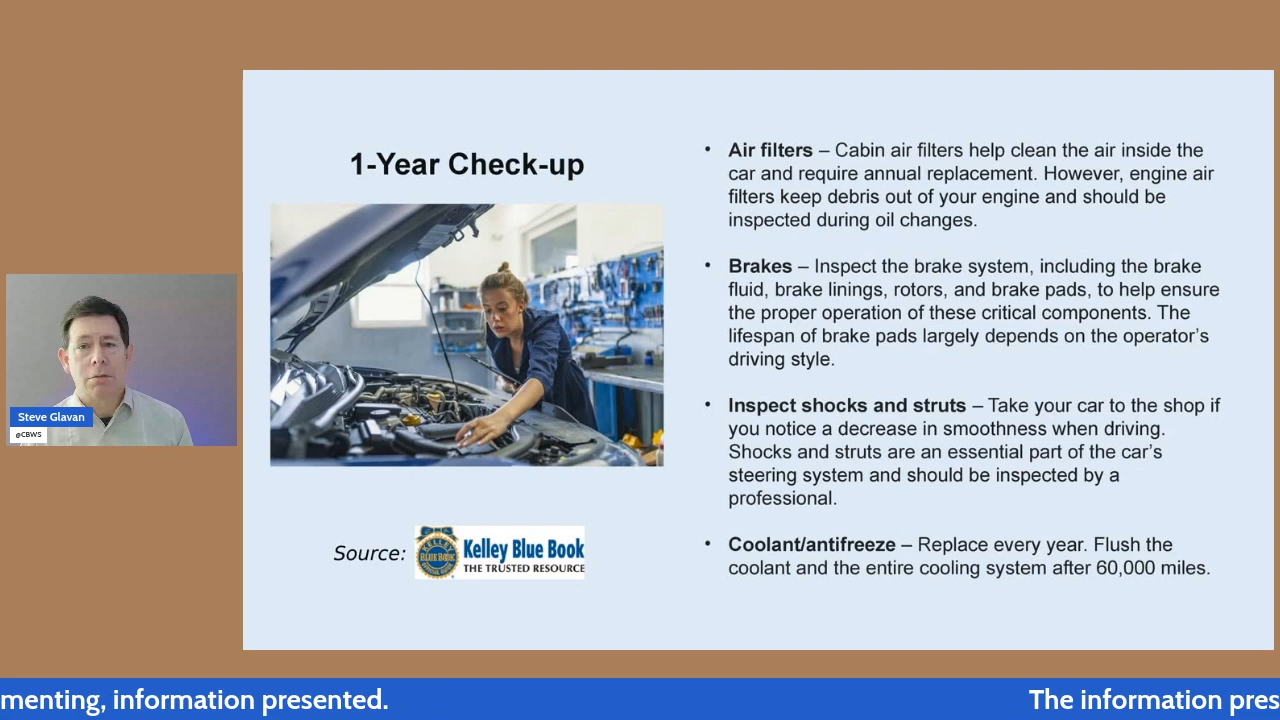 1-Year Check-up
• Air filters – Cabin air filters help clean the air inside the
car and require annual replacement. However, engine air
filters keep debris out of your engine and should be
inspected during oil changes.
• Brakes – Inspect the brake system, including the brake
fluid, brake linings, rotors, and brake pads, to help ensure
the proper operation of these critical components. The
lifespan of brake pads largely depends on the operator’s
driving style.
• Inspect shocks and struts – Take your car to the shop if
you notice a decrease in smoothness when driving.
Shocks and struts are an essential part of the car’s
steering system and should be inspected by a
professional.
• Coolant/antifreeze – Replace every year. Flush the
coolant and the entire cooling system after 60,000 miles.
Source:
KELLEY
BLUE BOOK
Kelley Blue Book
THE TRUSTED RESOURCE
Steve Glavan
@CBWS
menting, information presented.
The information pres